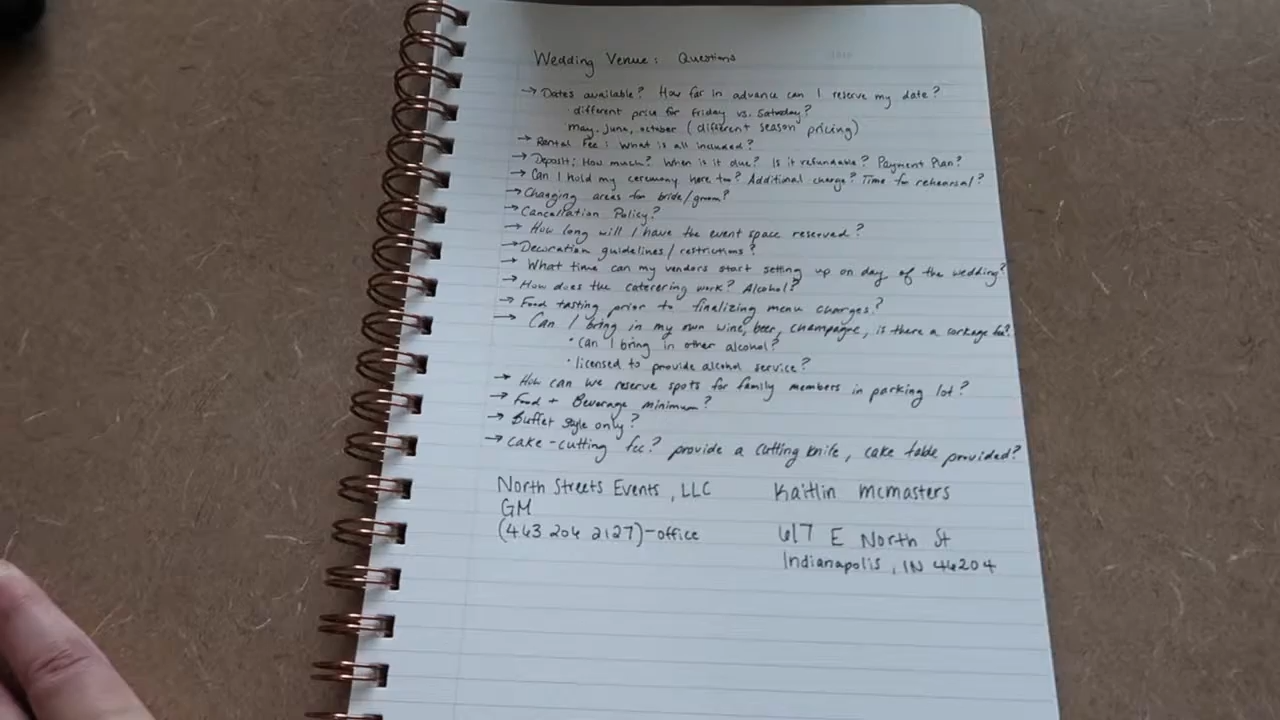 Wedding Venue: Questions
→ Dates available? How far in advance can I reserve my date?
· different price for Friday vs. Saturday?
may, june, october (different season pricing)
→ Rental Fee: What is all included?
→ Deposit: How much? When is it due? Is it refundable? Payment Plan?
→ Can I hold my ceremony here too? Additional charge? Time for rehearsal?
→ Changing areas for bride/groom?
→ Cancallation Policy?
→ How long will I have the event space reserved?
→ Decoration guidelines/restrictions?
→ What time can my vendors start setting up on day of the wedding?
→ How does the caterering work? Alcohol?
→ Food tasting prior to finalizing menu charges?
→ Can I bring in my own wine, beer, champagne, is there a corkage fee?
· can I bring in other alcohol?
· licensed to provide alcohol service?
→ How can we reserve spots for family members in parking lot?
→ Food + Beverage minimum?
→ Buffet style only?
→ Cake-cutting fee? provide a cutting knife, cake table provided?
North Streets Events, LLC
GM
(463 206 2127)-office
Kaitlin mcmasters
617 E North St
Indianapolis, IN 46204